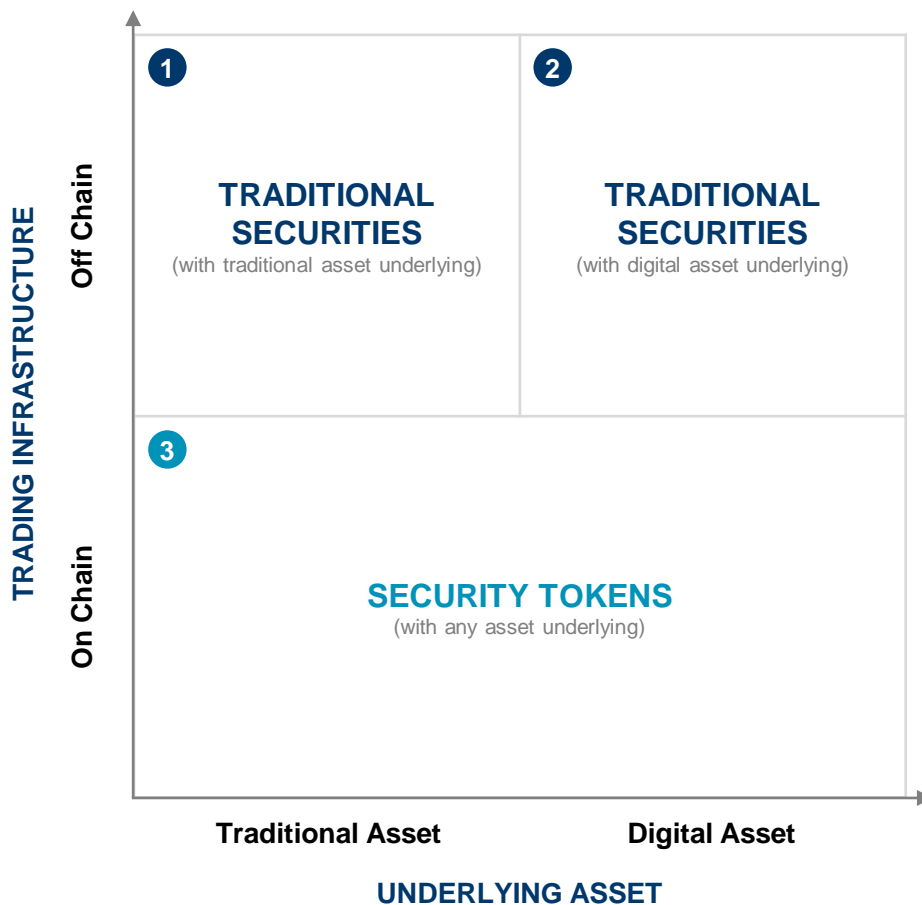 1
2
TRADITIONAL
SECURITIES
(with traditional asset underlying)
TRADITIONAL
SECURITIES
(with digital asset underlying)
3
SECURITY TOKENS
(with any asset underlying)
TRADING INFRASTRUCTURE
Off Chain
On Chain
Traditional Asset
Digital Asset
UNDERLYING ASSET